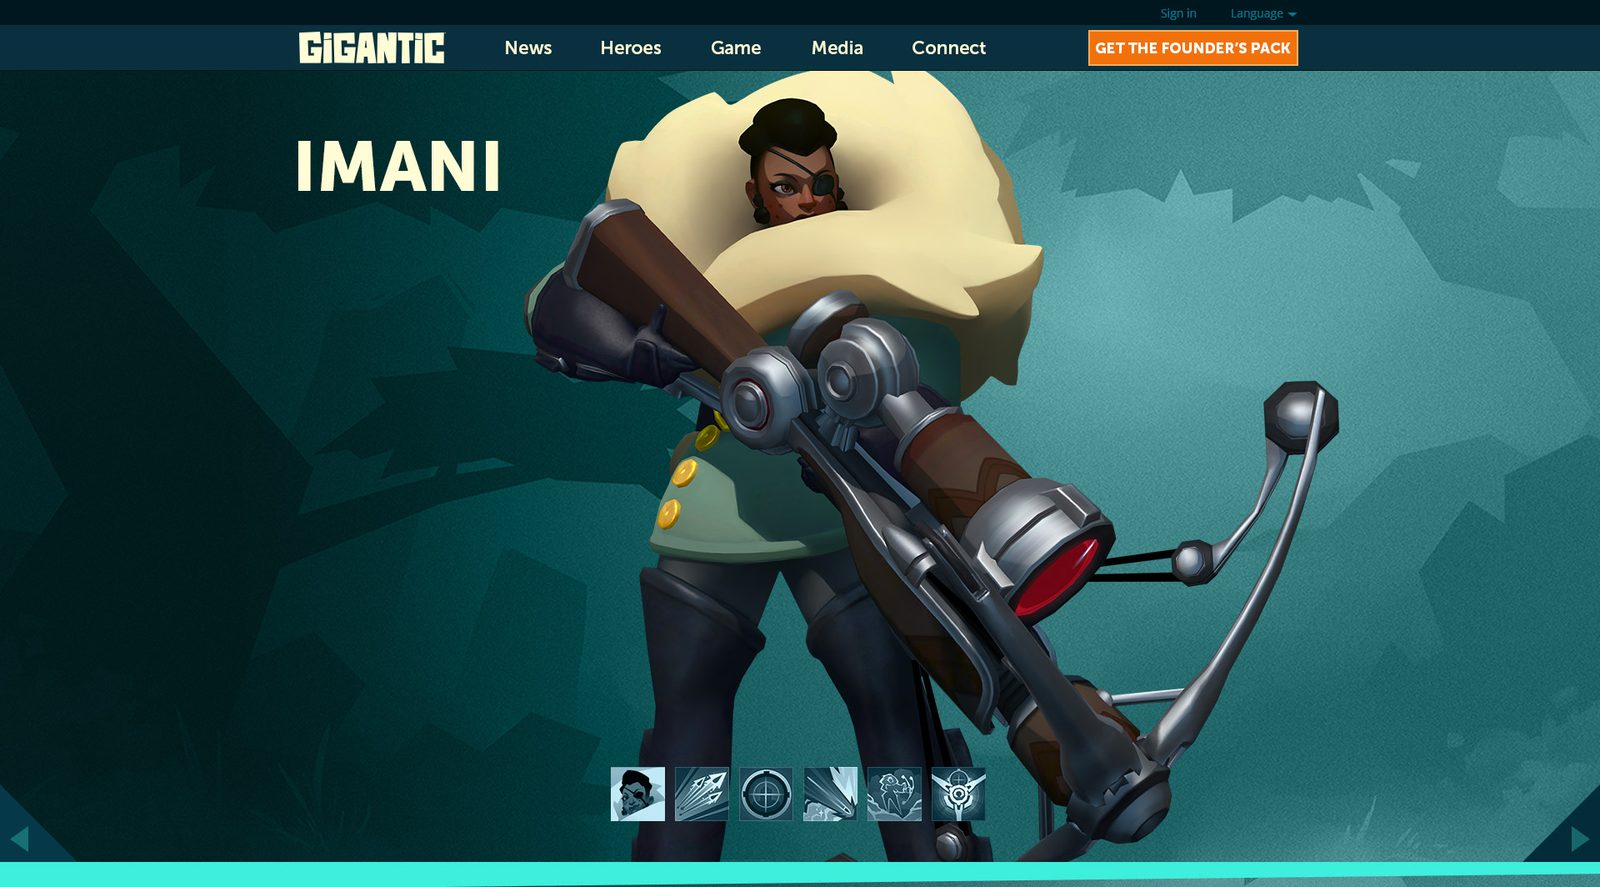 Sign in
Language
GIGANTIC
News
Heroes
Game
Media
Connect
GET THE FOUNDER'S PACK
IMANI